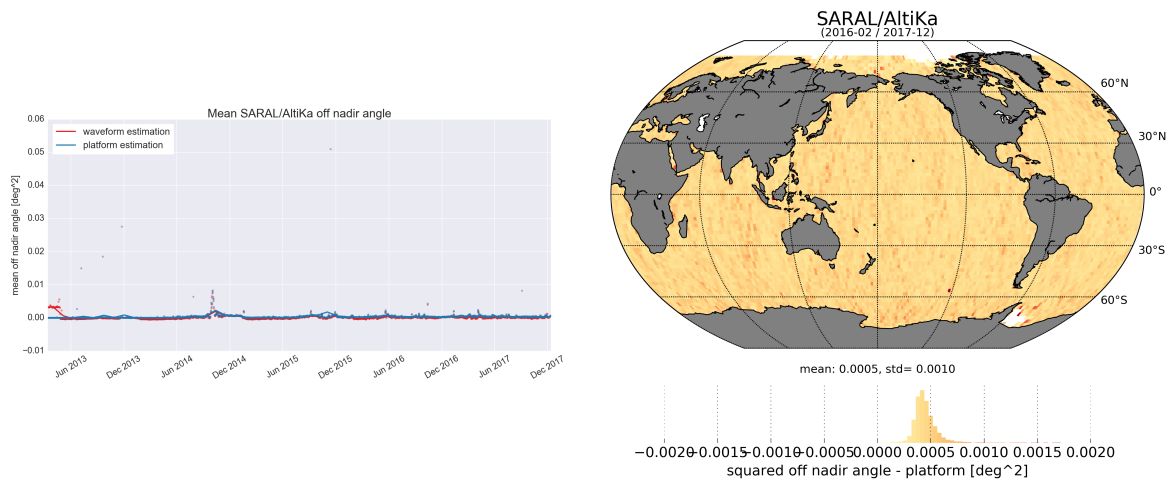 Mean SARAL/AltiKa off nadir angle
mean off nadir angle [deg^2]
0.06
0.05
0.04
0.03
0.02
0.01
0.00
−0.01
waveform estimation
platform estimation
Jun 2013
Dec 2013
Jun 2014
Dec 2014
Jun 2015
Dec 2015
Jun 2016
Dec 2016
Jun 2017
Dec 2017
SARAL/AltiKa
(2016-02 / 2017-12)
60°N
30°N
0°
30°S
60°S
mean: 0.0005, std= 0.0010
−0.0020 −0.0015 −0.0010 −0.0005 0.0000 0.0005 0.0010 0.0015 0.0020
squared off nadir angle - platform [deg^2]